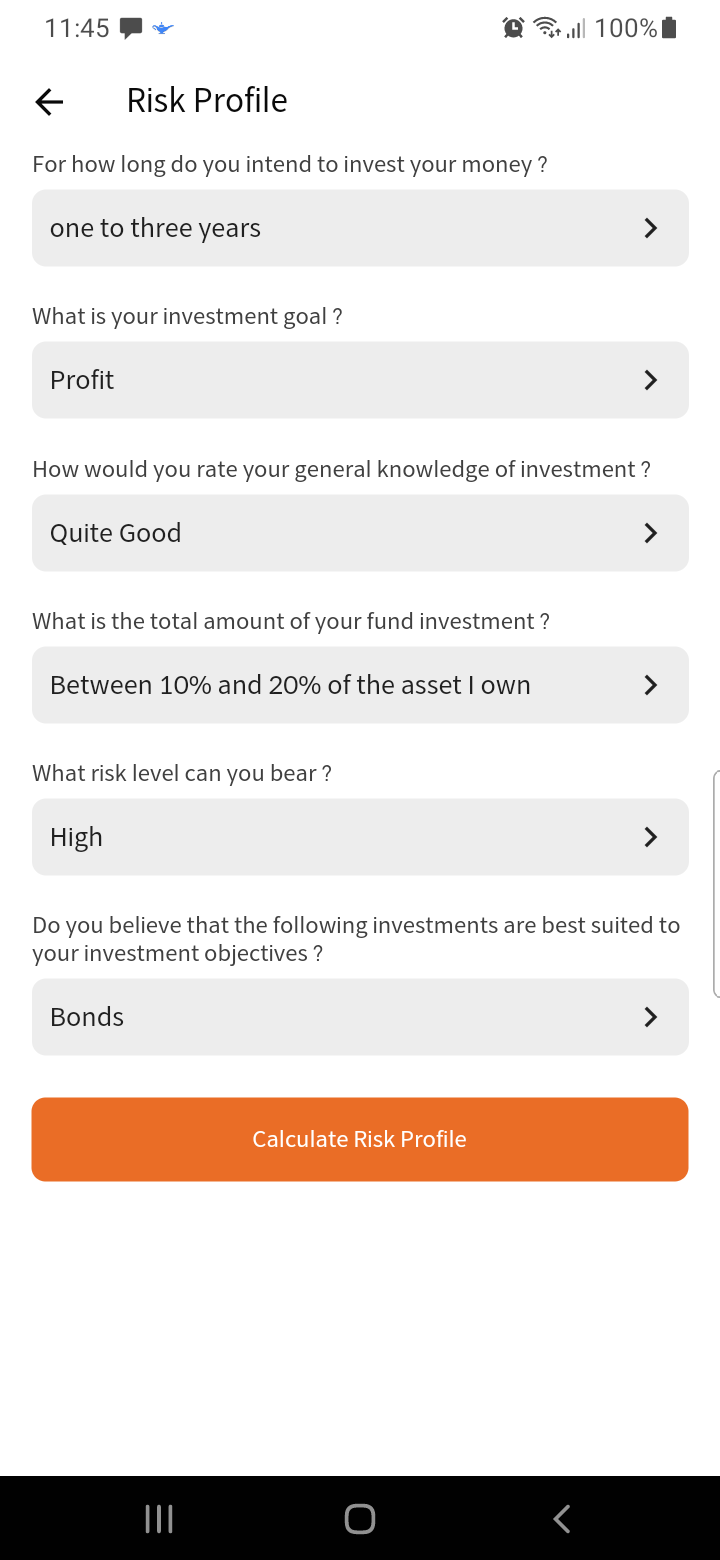 11:45
100%
Risk Profile
For how long do you intend to invest your money ?
one to three years
What is your investment goal ?
Profit
How would you rate your general knowledge of investment ?
Quite Good
What is the total amount of your fund investment ?
Between 10% and 20% of the asset I own
What risk level can you bear ?
High
Do you believe that the following investments are best suited to
your investment objectives ?
Bonds
Calculate Risk Profile